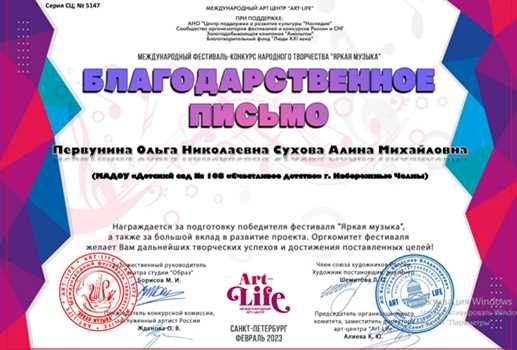 Серия СЦ; № 5147
МЕЖДУНАРОДНЫЙ АРТ ЦЕНТР "ART-LIFE"
ПРИ ПОДДЕРЖКЕ:
АНО "Центр поддержки и развития культуры "Наследие"
Сообщество организаторов фестивалей и конкурсов России и СНГ
Благотворительный фонд "Люди XXI века"
МЕЖДУНАРОДНЫЙ ФЕСТИВАЛЬ-КОНКУРС НАРОДНОГО ТВОРЧЕСТВА "ЯРКАЯ МУЗЫКА"
БЛАГОДАРСТВЕННОЕ
ПИСЬМО
Первунина Ольга Николаевна Сухова Алина Михайловна
(МАДОУ «Детский сад № 108 «Счастливое детство» г. Набережные Челны)
Награждается за подготовку победителя фестиваля "Яркая музыка",
а также за большой вклад в развитие проекта. Оргкомитет фестиваля
желает Вам дальнейших творческих успехов и достижения поставленных целей!
Художественный руководитель
театра студии "Образ"
Борисов М. И.
Член союза художников
Художник постановщик
Председатель конкурсной комиссии,
заслуженный артист России
Жданова О. В.
Art-
Life
МЕЖДУНАРОДНЫЙ
АРТ-ЦЕНТР
САНКТ-ПЕТЕРБУРГ
ФЕВРАЛЬ 2023
Председатель организационного
комитета, заместитель
арт-центра "Art-Life"
Алиева К. Ю.
Windows